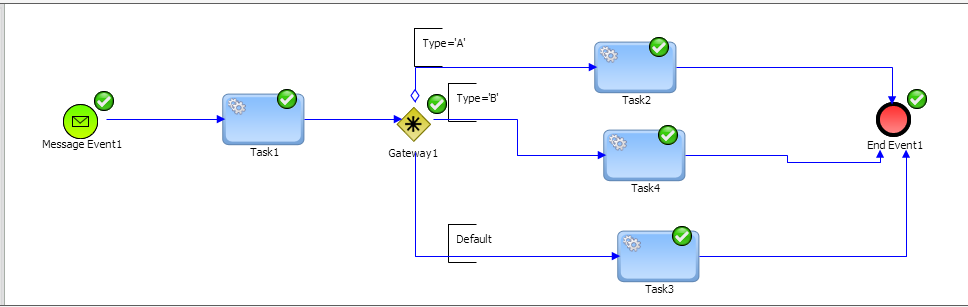 Type='A'
Task2
Type='B'
Message Event1
Task1
Gateway1
End Event1
Task4
Default
Task3